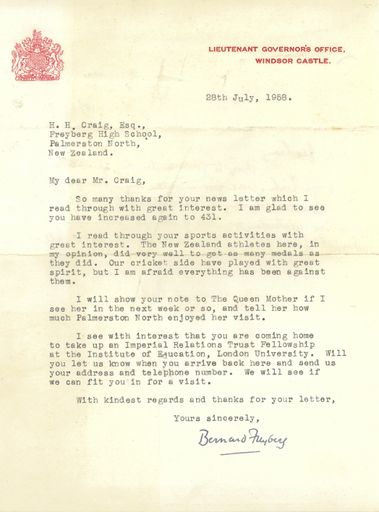 LIEUTENANT GOVERNOR'S OFFICE,
WINDSOR CASTLE.
28th July, 1958.
H. H. Craig, Esq.,
Freyberg High School,
Palmerston North,
New Zealand.
My dear Mr. Craig,
So many thanks for your news letter which I
read through with great interest. I am glad to see
you have increased again to 431.
I read through your sports activities with
great interest. The New Zealand athletes here, in
my opinion, did very well to get as many medals as
they did. Our cricket side have played with great
spirit, but I am afraid everything has been against
them.
I will show your note to The Queen Mother if I
see her in the next week or so, and tell her how
much Palmerston North enjoyed her visit.
I see with interest that you are coming home
to take up an Imperial Relations Trust Fellowship
at the Institute of Education, London University. Will
you let us know when you arrive back here and send us
your address and telephone number. We will see if
we can fit you in for a visit.
With kindest regards and thanks for your letter,
Yours sincerely,
Bernard Freyberg